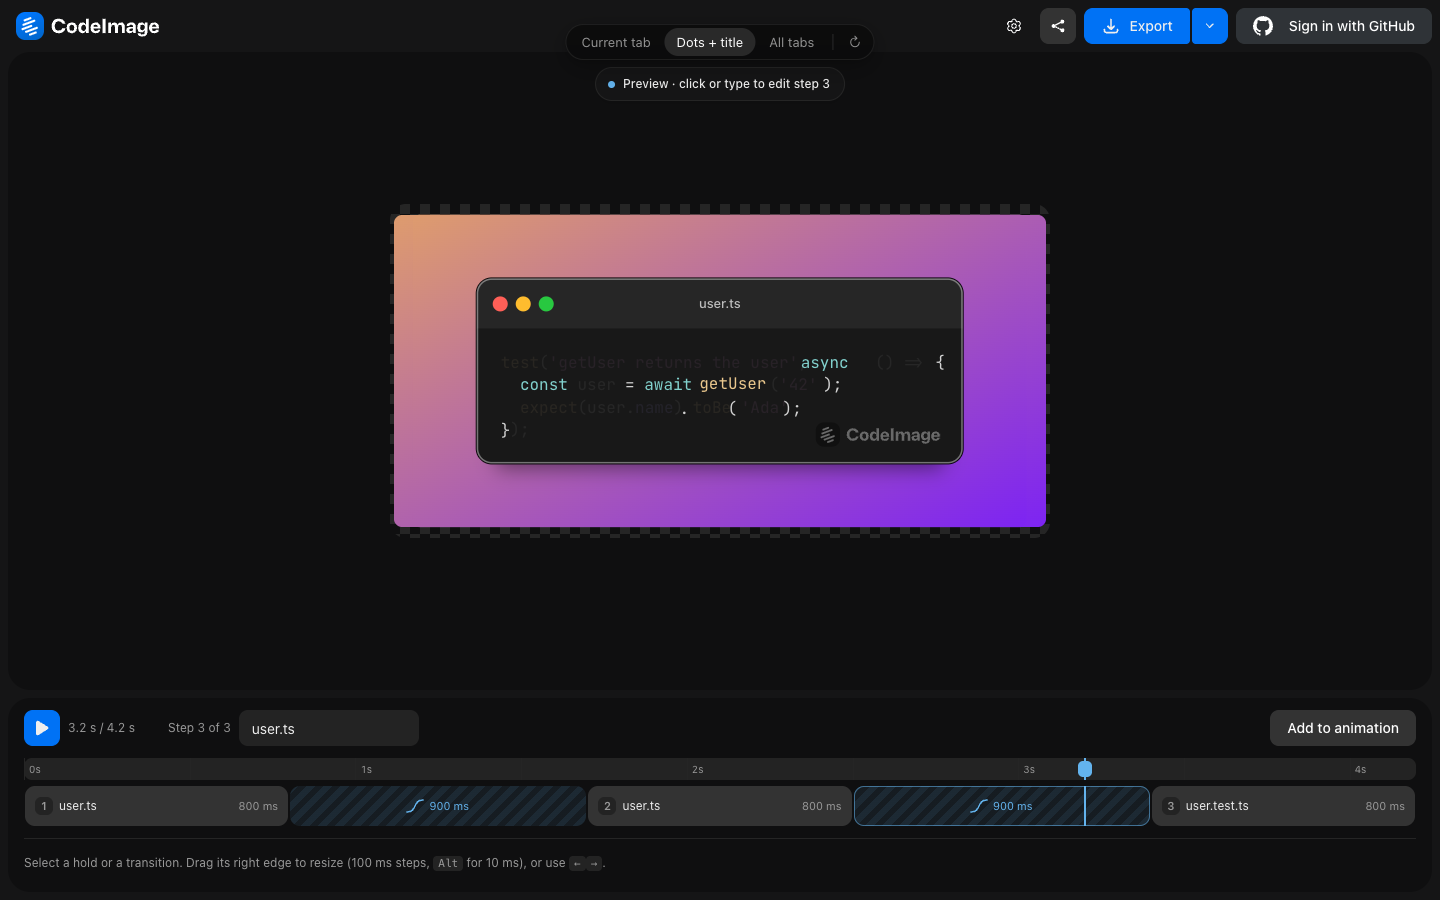 CodeImage
Current tab
Dots + title
All tabs
Export
Sign in with GitHub
Preview · click or type to edit step 3
user.ts
test('getUser returns the user' async () => {
const user = await getUser('42');
expect(user.name).toBe('Ada');
});
CodeImage
3.2 s / 4.2 s
Step 3 of 3
user.ts
Add to animation
0s 1s 2s 3s 4s
1 user.ts 800 ms
900 ms
2 user.ts 800 ms
900 ms
3 user.test.ts 800 ms
Select a hold or a transition. Drag its right edge to resize (100 ms steps, Alt for 10 ms), or use ← → .